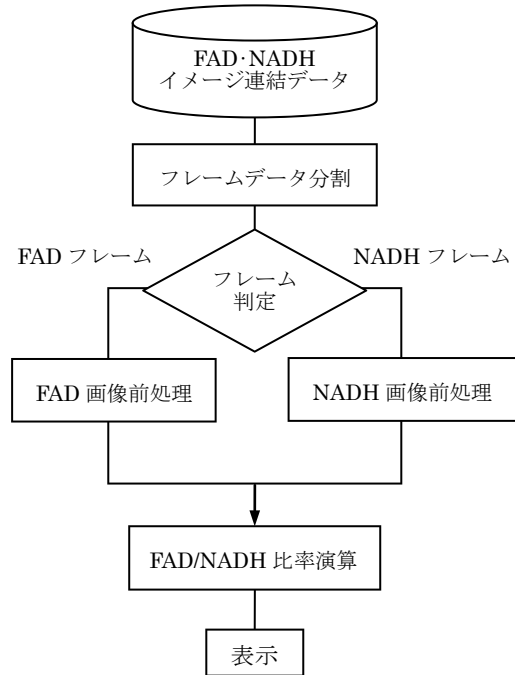 FAD·NADH
イメージ連結データ
フレームデータ分割
FAD フレーム
NADH フレーム
フレーム
判定
FAD 画像前処理
NADH 画像前処理
FAD/NADH 比率演算
表示